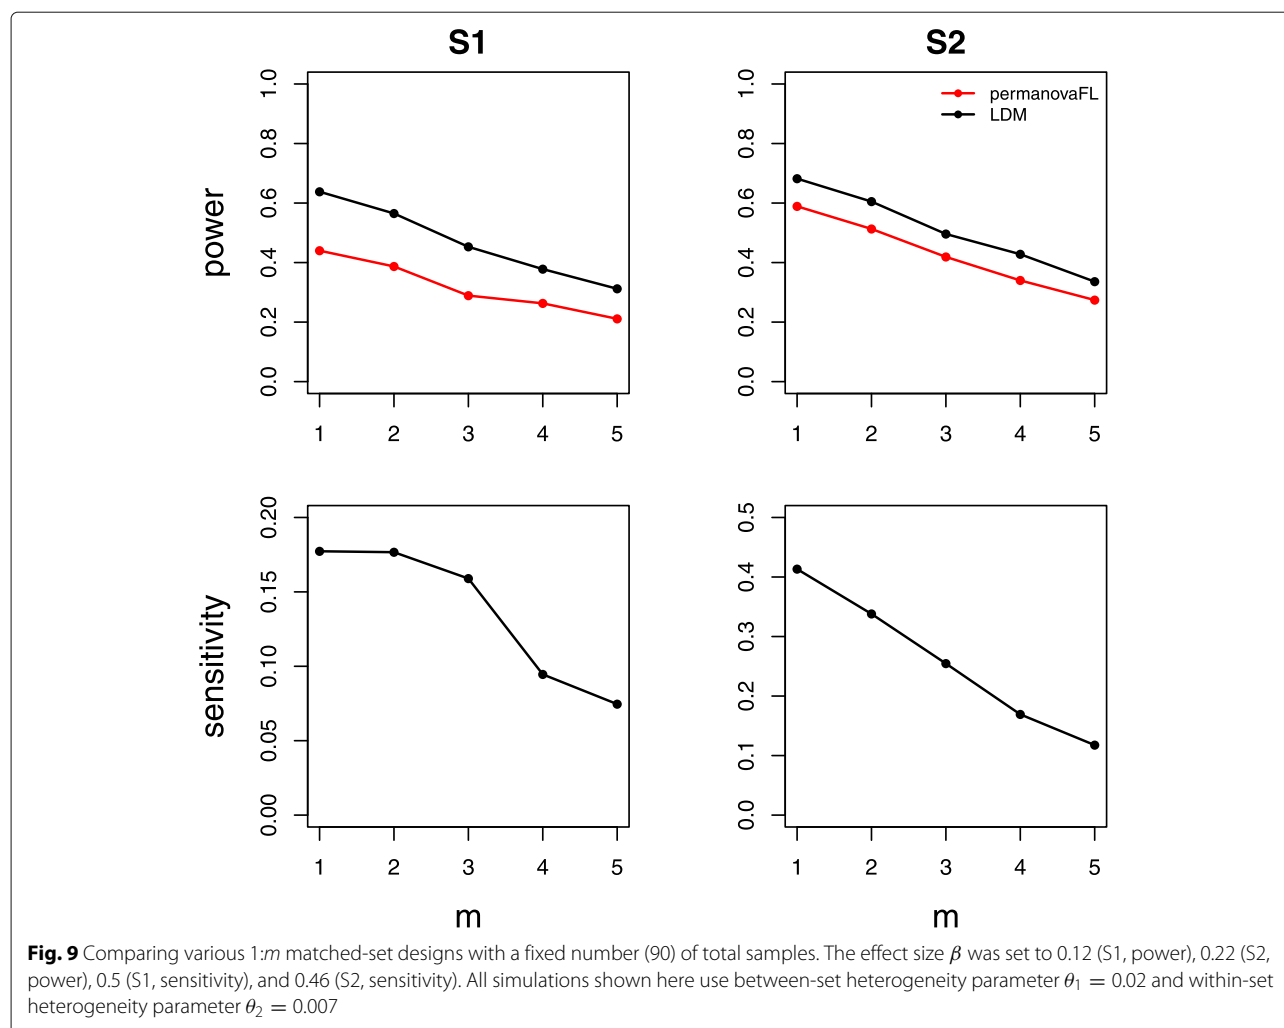 S1
S2
power
1.0
0.8
0.6
0.4
0.2
0.0
1 2 3 4 5
1.0
0.8
0.6
0.4
0.2
0.0
permanovaFL
LDM
1 2 3 4 5
sensitivity
0.20
0.15
0.10
0.05
0.00
1 2 3 4 5
m
0.5
0.4
0.3
0.2
0.1
0.0
1 2 3 4 5
m
Fig. 9 Comparing various 1:m matched-set designs with a fixed number (90) of total samples. The effect size β was set to 0.12 (S1, power), 0.22 (S2,
power), 0.5 (S1, sensitivity), and 0.46 (S2, sensitivity). All simulations shown here use between-set heterogeneity parameter θ₁ = 0.02 and within-set
heterogeneity parameter θ₂ = 0.007